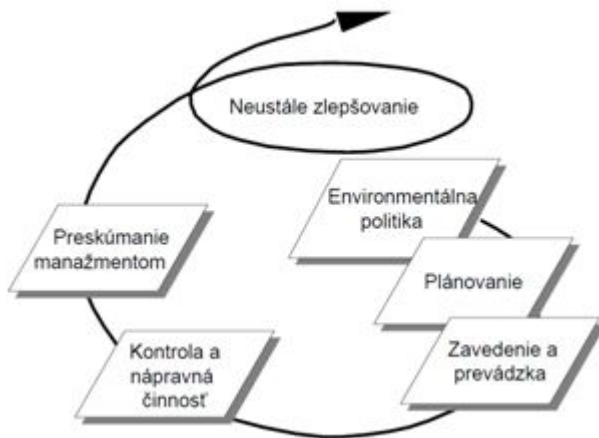 Neustále zlepšovanie
Environmentálna
politika
Plánovanie
Zavedenie a
prevádzka
Kontrola a
nápravná
činnosť
Preskúmanie
manažmentom